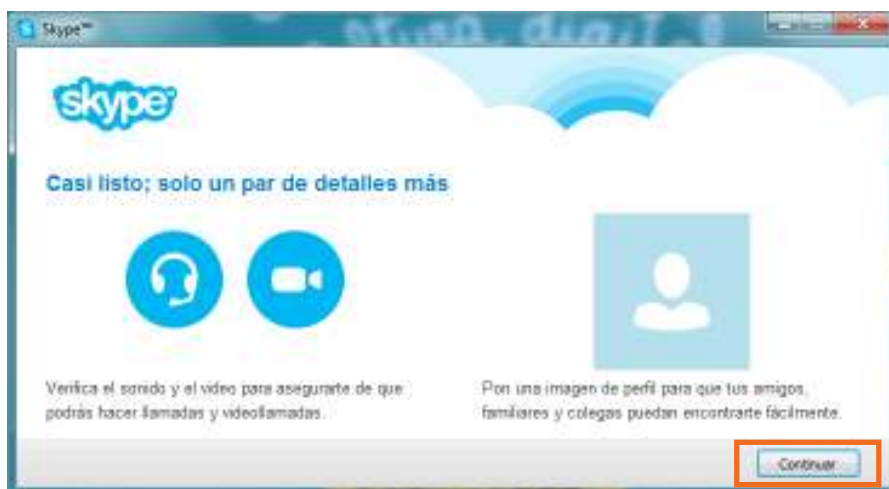 Skype™
skype™
Casi listo; solo un par de detalles más
Verifica el sonido y el video para asegurarte de que
podrás hacer llamadas y videollamadas.
Pon una imagen de perfil para que tus amigos,
familiares y colegas puedan encontrarte fácilmente.
Continuar